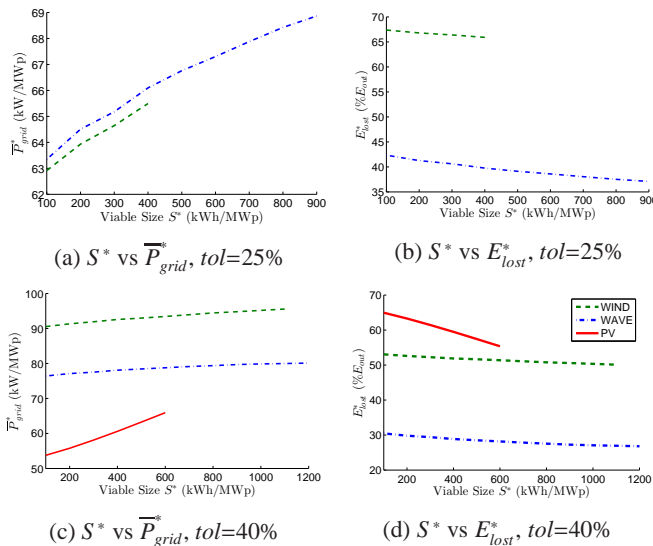 69
68
67
66
65
64
63
62
100 200 300 400 500 600 700 800 900
P̅*grid (kW/MWp)
Viable Size S* (kWh/MWp)
(a) S* vs P̅*grid, tol=25%
70
65
60
55
50
45
40
35
100 200 300 400 500 600 700 800 900
E*lost (%Eout)
Viable Size S* (kWh/MWp)
(b) S* vs E*lost, tol=25%
100
90
80
70
60
50
200 400 600 800 1000 1200
P̅*grid (kW/MWp)
Viable Size S* (kWh/MWp)
(c) S* vs P̅*grid, tol=40%
70
60
50
40
30
20
200 400 600 800 1000 1200
E*lost (%Eout)
Viable Size S* (kWh/MWp)
WIND
WAVE
PV
(d) S* vs E*lost, tol=40%